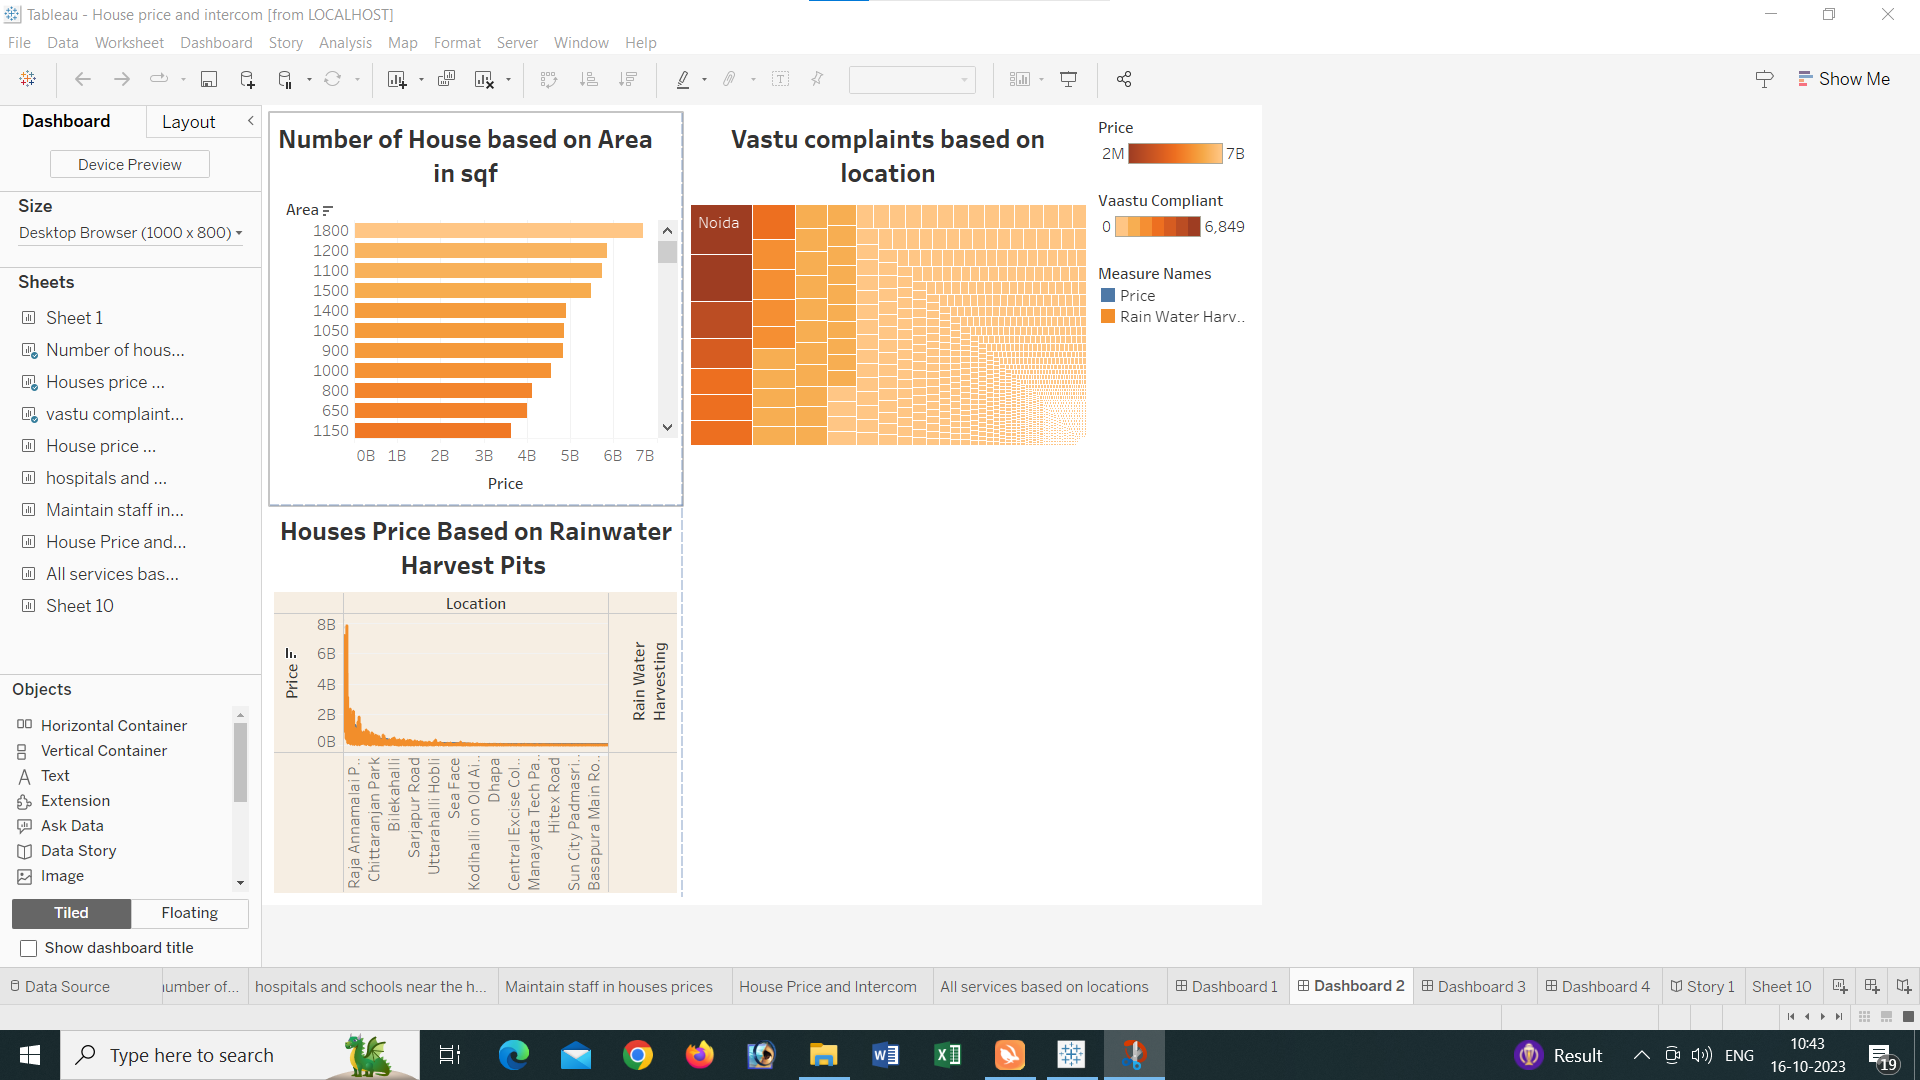 Tableau - House price and intercom [from LOCALHOST]
File Data Worksheet Dashboard Story Analysis Map Format Server Window Help
Show Me
Dashboard Layout
Device Preview
Size
Desktop Browser (1000 x 800)
Sheets
Sheet 1
Number of hous...
Houses price ...
vastu complaint...
House price ...
hospitals and ...
Maintain staff in...
House Price and...
All services bas...
Sheet 10
Objects
Horizontal Container
Vertical Container
Text
Extension
Ask Data
Data Story
Image
Tiled Floating
Show dashboard title
Number of House based on Area
in sqf
Area
1800
1200
1100
1500
1400
1050
900
1000
800
650
1150
0B 1B 2B 3B 4B 5B 6B 7B
Price
Vastu complaints based on
location
Noida
Price
2M 7B
Vaastu Compliant
0 6,849
Measure Names
Price
Rain Water Harv..
Houses Price Based on Rainwater
Harvest Pits
Location
Price
8B
6B
4B
2B
0B
Rain Water
Harvesting
Raja Annamalai P..
Chittaranjan Park
Bilekahalli
Sarjapur Road
Uttarahalli Hobli
Sea Face
Kodihalli on Old Ai..
Dhapa
Central Excise Col..
Manayata Tech Pa..
Hitex Road
Sun City Padmasri..
Basapura Main Ro..
Data Source umber of... hospitals and schools near the h... Maintain staff in houses prices House Price and Intercom All services based on locations Dashboard 1 Dashboard 2 Dashboard 3 Dashboard 4 Story 1 Sheet 10
Type here to search
Result
ENG
10:43
16-10-2023
19